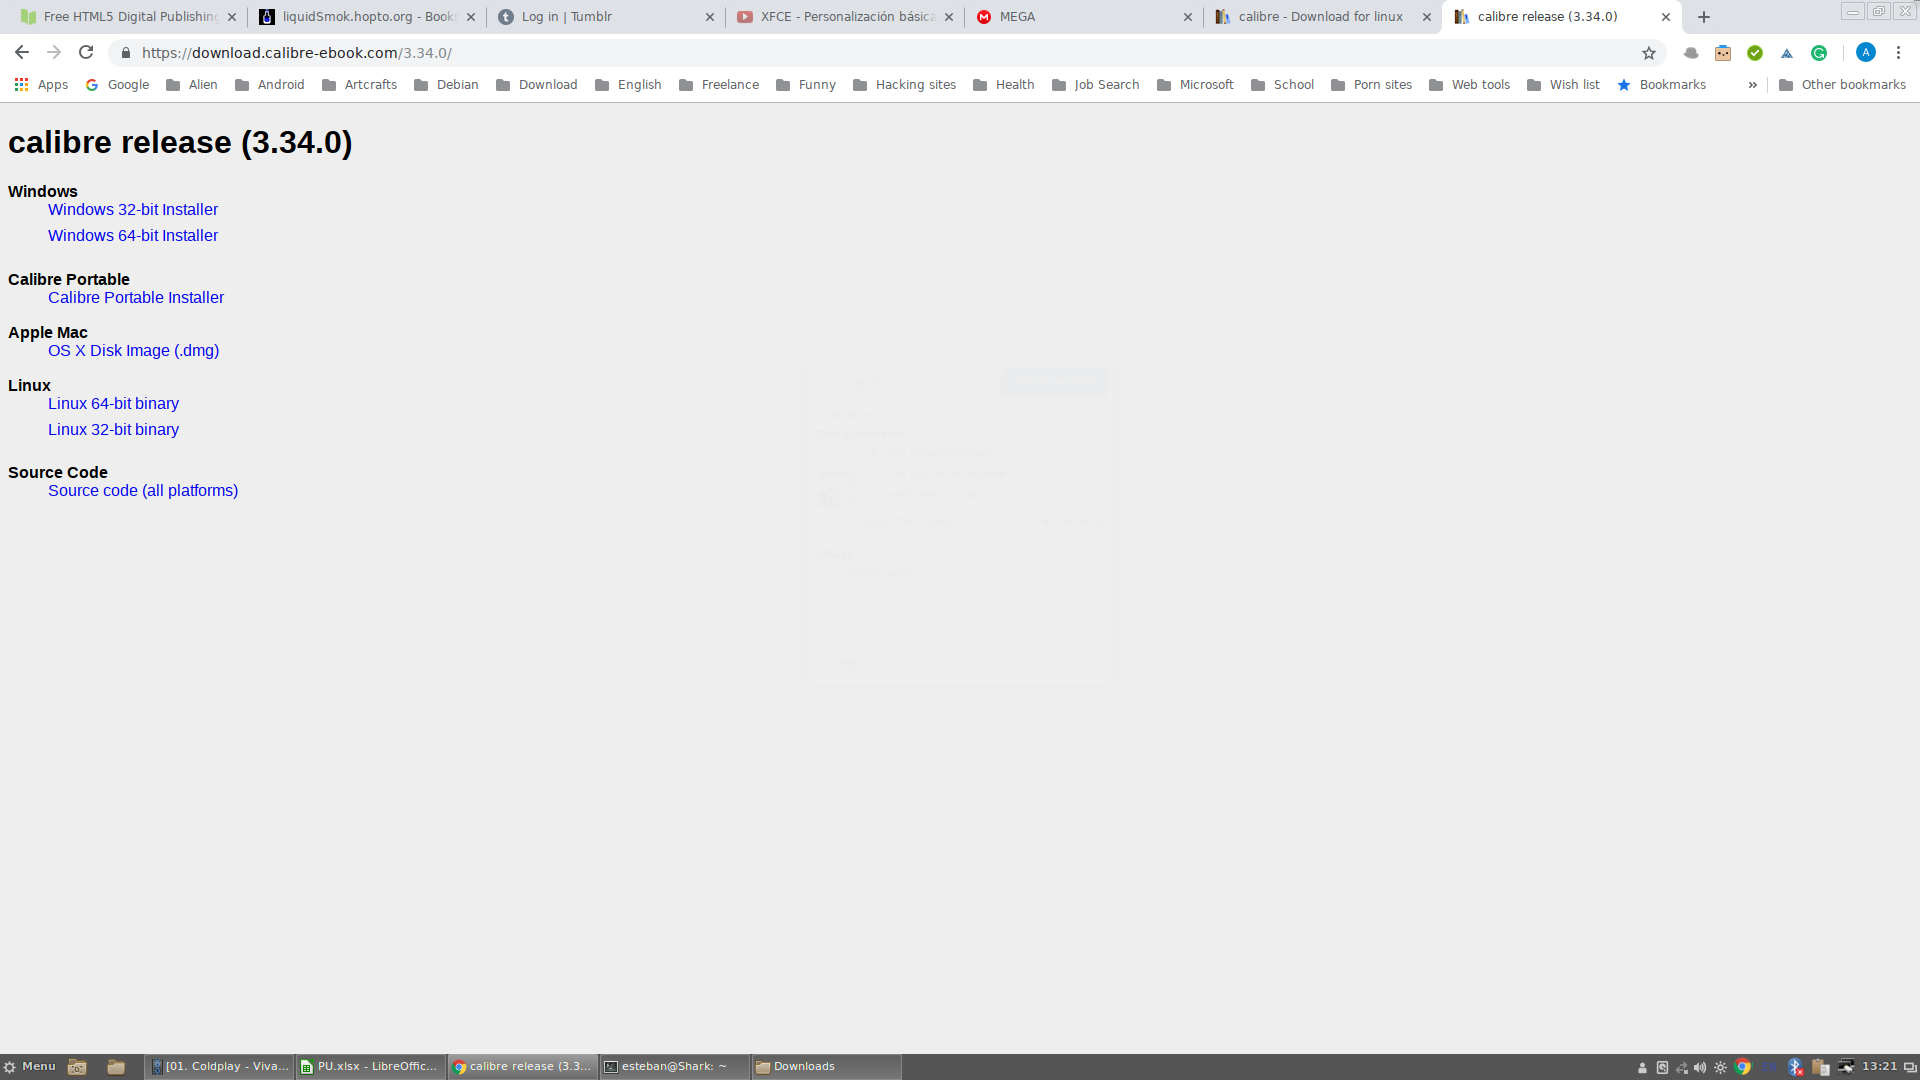 Free HTML5 Digital Publishing
liquidSmok.hopto.org - Books
Log in | Tumblr
XFCE - Personalización básica
MEGA
calibre - Download for linux
calibre release (3.34.0)
https://download.calibre-ebook.com/3.34.0/
A
Apps
Google
Alien
Android
Artcrafts
Debian
Download
English
Freelance
Funny
Hacking sites
Health
Job Search
Microsoft
School
Porn sites
Web tools
Wish list
Bookmarks
»
Other bookmarks
calibre release (3.34.0)
Windows
Windows 32-bit Installer
Windows 64-bit Installer
Calibre Portable
Calibre Portable Installer
Apple Mac
OS X Disk Image (.dmg)
Linux
Linux 64-bit binary
Linux 32-bit binary
Source Code
Source code (all platforms)
Menu
[01. Coldplay - Viva...
PU.xlsx - LibreOffic...
calibre release (3.3...
esteban@Shark: ~
Downloads
13:21